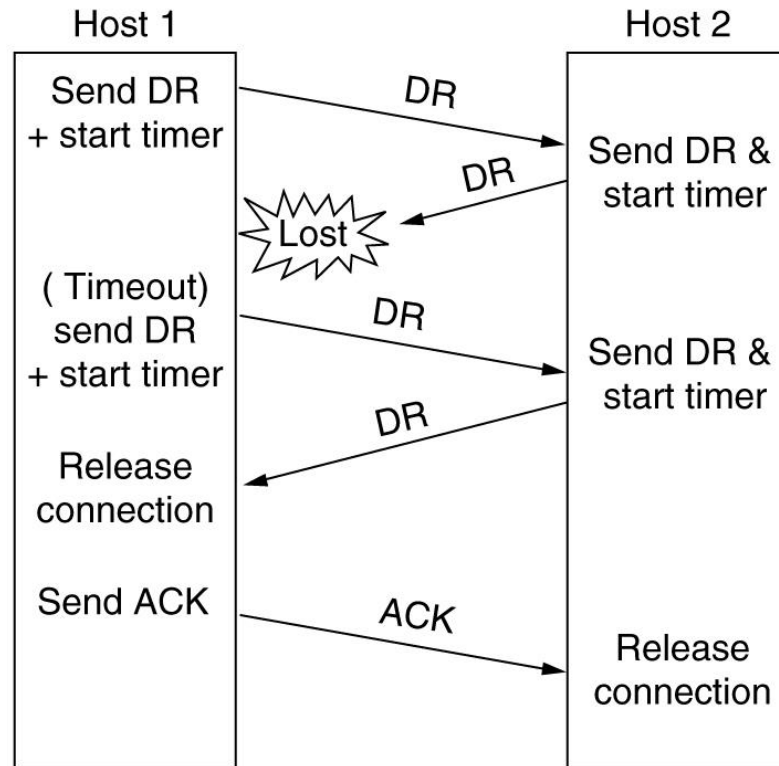 Host 1
Host 2
Send DR
+ start timer
DR
Send DR &
start timer
DR
Lost
( Timeout)
send DR
+ start timer
DR
Send DR &
start timer
DR
Release
connection
Send ACK
ACK
Release
connection